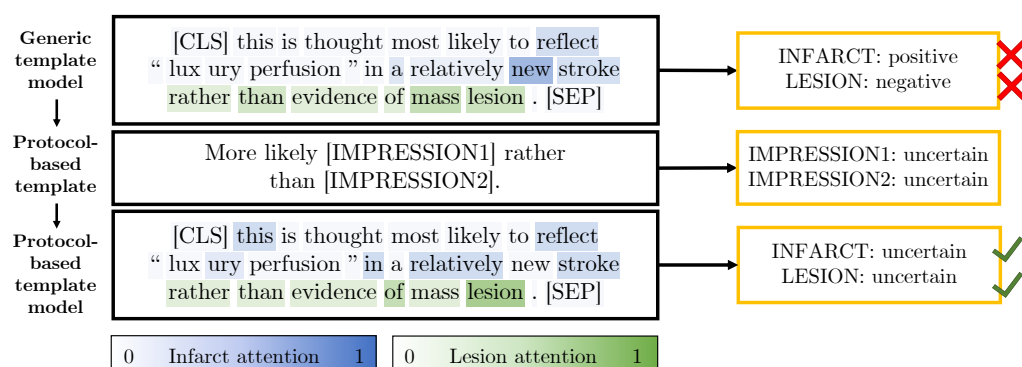 Generic
template
model
[CLS] this is thought most likely to reflect
“ lux ury perfusion ” in a relatively new stroke
rather than evidence of mass lesion . [SEP]
INFARCT: positive
LESION: negative
Protocol-
based
template
More likely [IMPRESSION1] rather
than [IMPRESSION2].
IMPRESSION1: uncertain
IMPRESSION2: uncertain
Protocol-
based
template
model
[CLS] this is thought most likely to reflect
“ lux ury perfusion ” in a relatively new stroke
rather than evidence of mass lesion . [SEP]
INFARCT: uncertain
LESION: uncertain
0 Infarct attention 1
0 Lesion attention 1